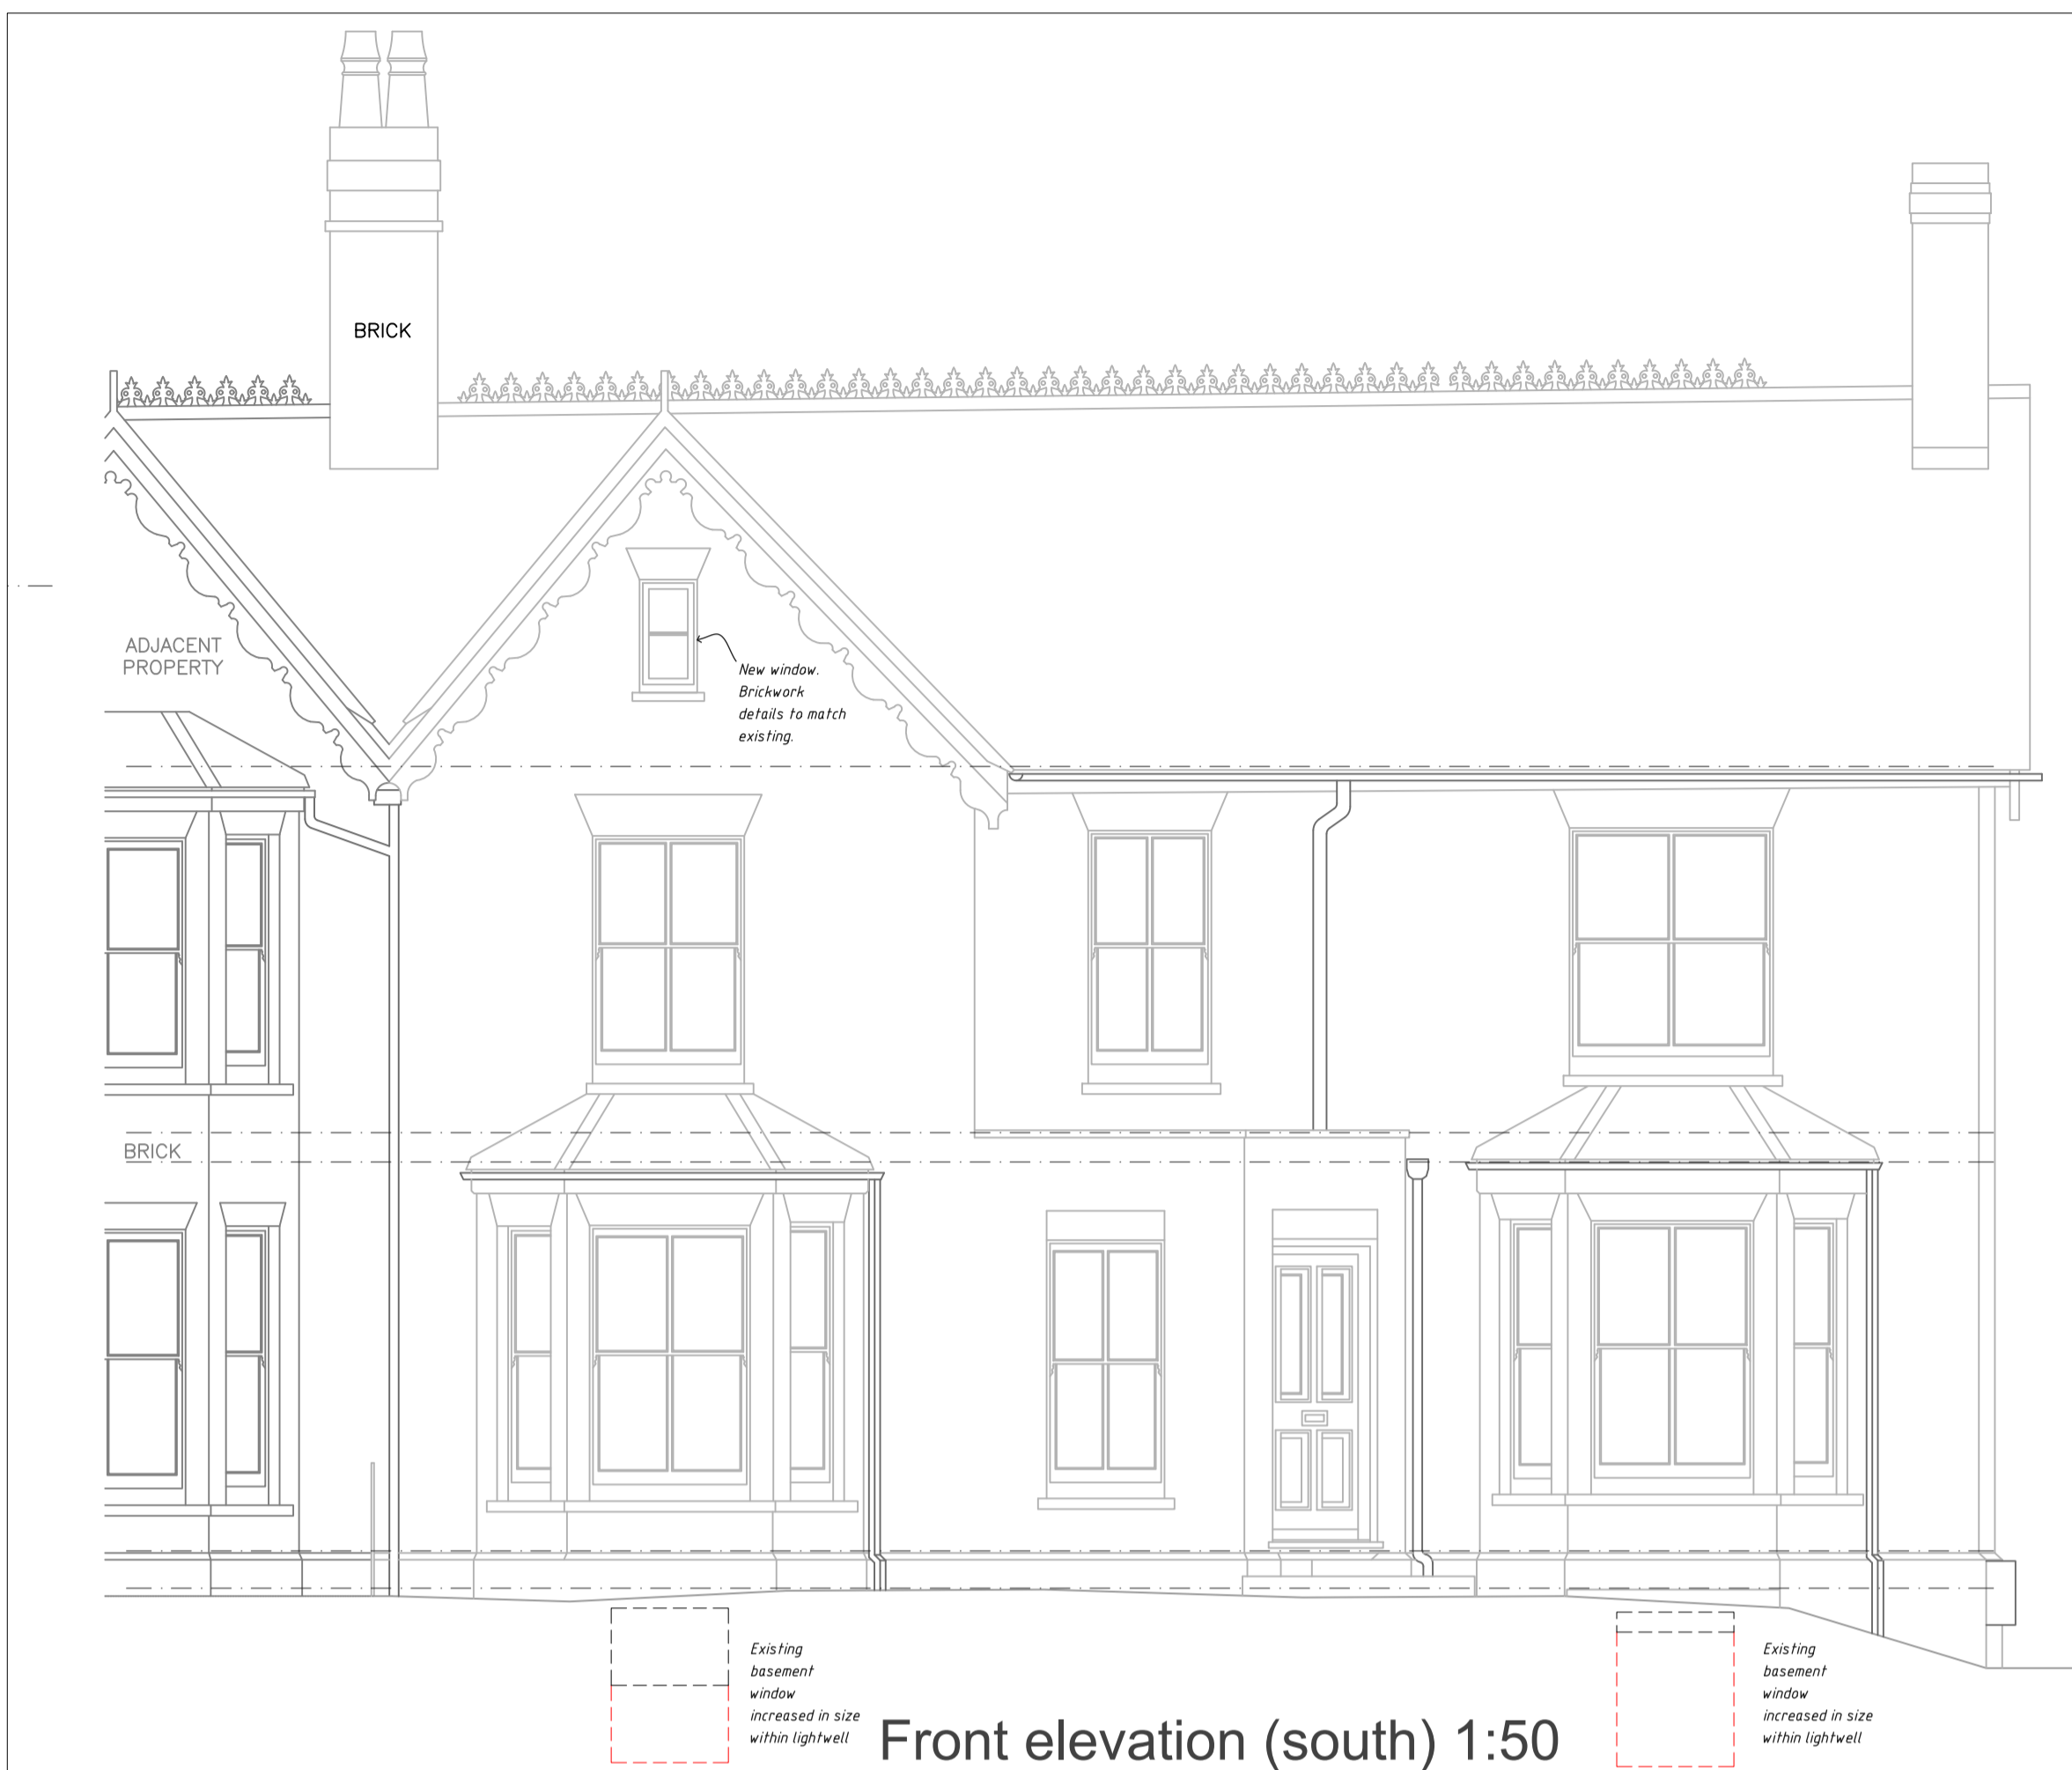 BRICK
ADJACENT
PROPERTY
New window.
Brickwork
details to match
existing.
BRICK
Existing
basement
window
increased in size
within lightwell
Existing
basement
window
increased in size
within lightwell
Front elevation (south) 1:50